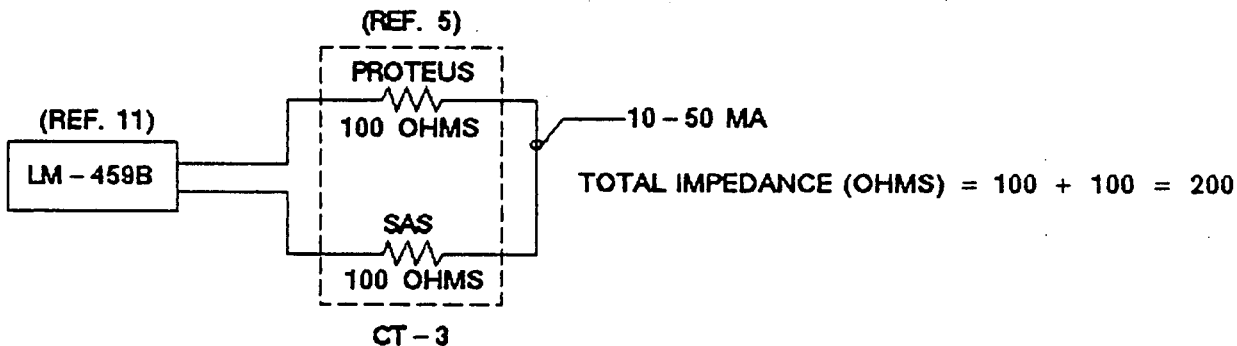 (REF. 5)
PROTEUS
100 OHMS
(REF. 11)
LM-459B
10-50 MA
TOTAL IMPEDANCE (OHMS) = 100 + 100 = 200
SAS
100 OHMS
CT-3